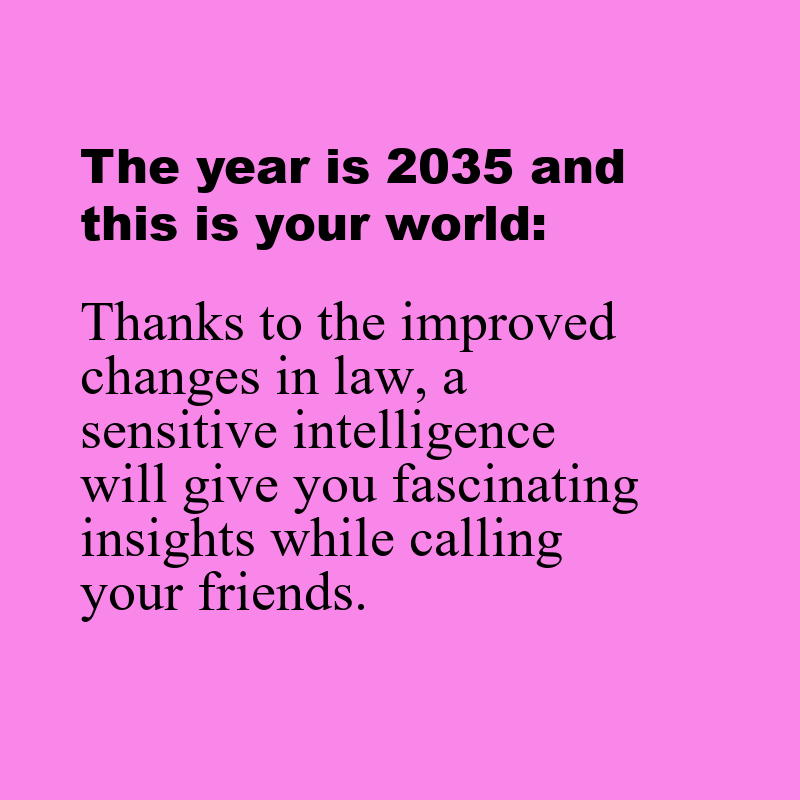 The year is 2035 and
this is your world:
Thanks to the improved
changes in law, a
sensitive intelligence
will give you fascinating
insights while calling
your friends.